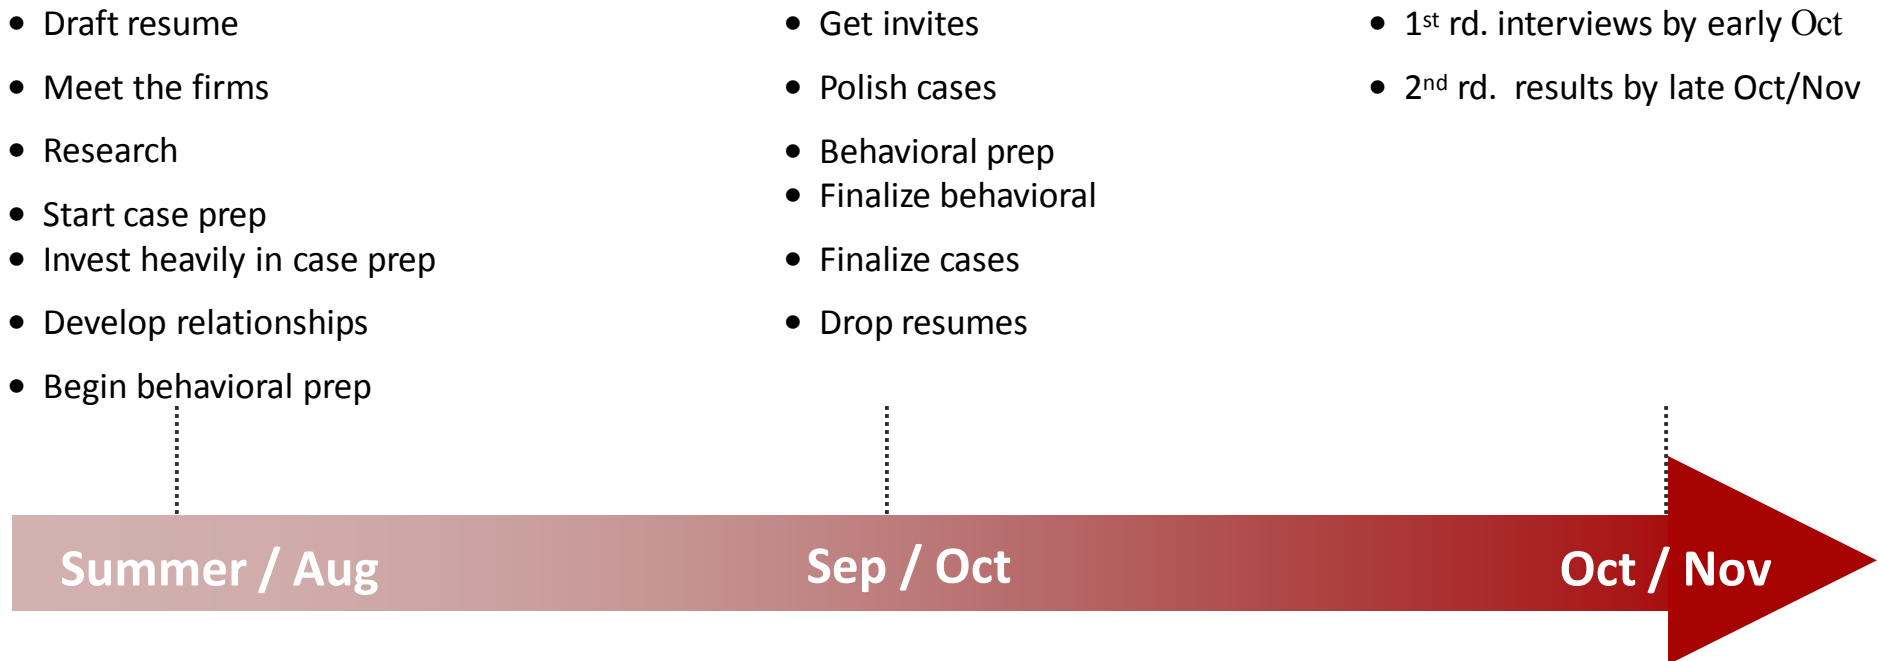 • Draft resume
• Meet the firms
• Research
• Start case prep
• Invest heavily in case prep
• Develop relationships
• Begin behavioral prep
• Get invites
• Polish cases
• Behavioral prep
• Finalize behavioral
• Finalize cases
• Drop resumes
• 1st rd. interviews by early Oct
• 2nd rd.  results by late Oct/Nov
Summer / Aug
Sep / Oct
Oct / Nov